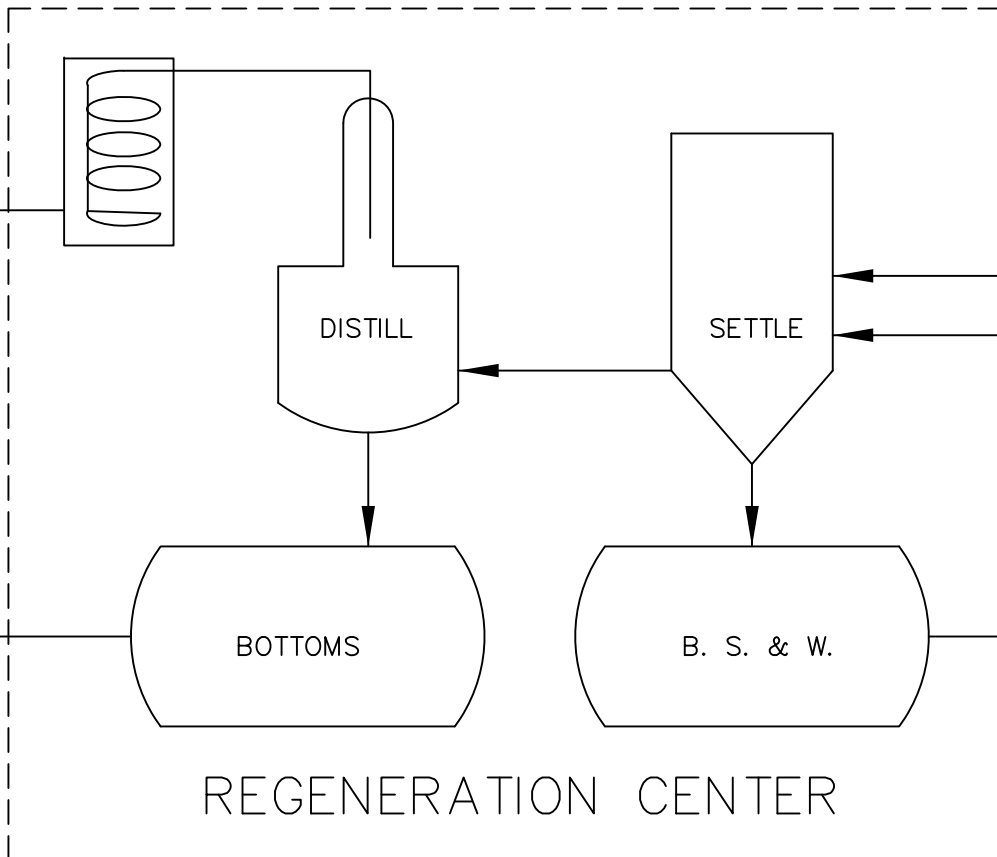 DISTILL
SETTLE
BOTTOMS
B. S. & W.
REGENERATION CENTER